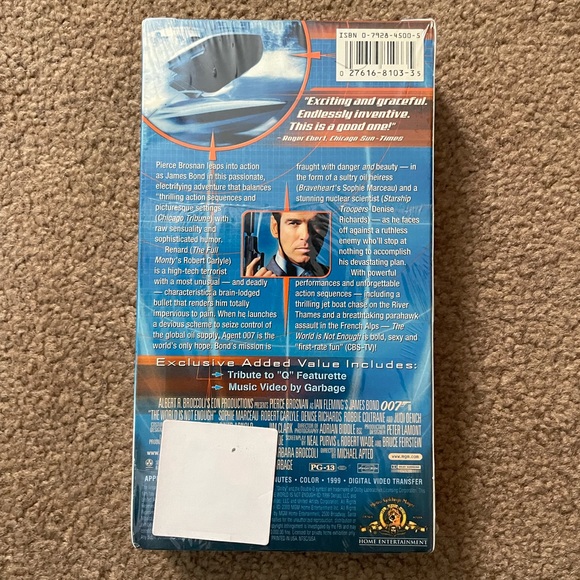 ISBN 0-7928-4500-5
0 27616-8103-3 5
"Exciting and graceful.
Endlessly inventive.
This is a good one!"
- Roger Ebert, Chicago Sun-Times
Pierce Brosnan leaps into action
as James Bond in this passionate,
electrifying adventure that balances
"thrilling action sequences and
picturesque settings"
(Chicago Tribune) with
raw sensuality and
sophisticated humor.
Renard (The Full
Monty's Robert Carlyle)
is a high-tech terrorist
with a most unusual — and deadly
— characteristic: a brain-lodged
bullet that renders him totally
impervious to pain. When he launches
a devious scheme to seize control of
the global oil supply, Agent 007 is the
world's only hope. Bond's mission is
fraught with danger and beauty — in
the form of a sultry oil heiress
(Braveheart's Sophie Marceau) and a
stunning nuclear scientist (Starship
Troopers' Denise
Richards) — as he faces
off against a ruthless
enemy who'll stop at
nothing to accomplish
his devastating plan.
With powerful
performances and unforgettable
action sequences — including a
thrilling jet boat chase on the River
Thames and a breathtaking parahawk
assault in the French Alps — The
World is Not Enough is bold, sexy and
"first-rate fun" (CBS-TV)!
Exclusive Added Value Includes:
Tribute to "Q" Featurette
Music Video by Garbage
ALBERT R. BROCCOLI'S EON PRODUCTIONS PRESENTS PIERCE BROSNAN AS IAN FLEMING'S JAMES BOND 007
"THE WORLD IS NOT ENOUGH" SOPHIE MARCEAU ROBERT CARLYLE DENISE RICHARDS ROBBIE COLTRANE AND JUDI DENCH
JIM CLARK DIRECTOR OF PHOTOGRAPHY ADRIAN BIDDLE BSC PRODUCTION DESIGNER PETER LAMONT
SCREENPLAY BY NEAL PURVIS & ROBERT WADE AND BRUCE FEIRSTEIN
BARBARA BROCCOLI DIRECTED BY MICHAEL APTED
GARBAGE
PG-13
www.mgm.com
MINUTES • COLOR • 1999 • DIGITAL VIDEO TRANSFER
HOME ENTERTAINMENT